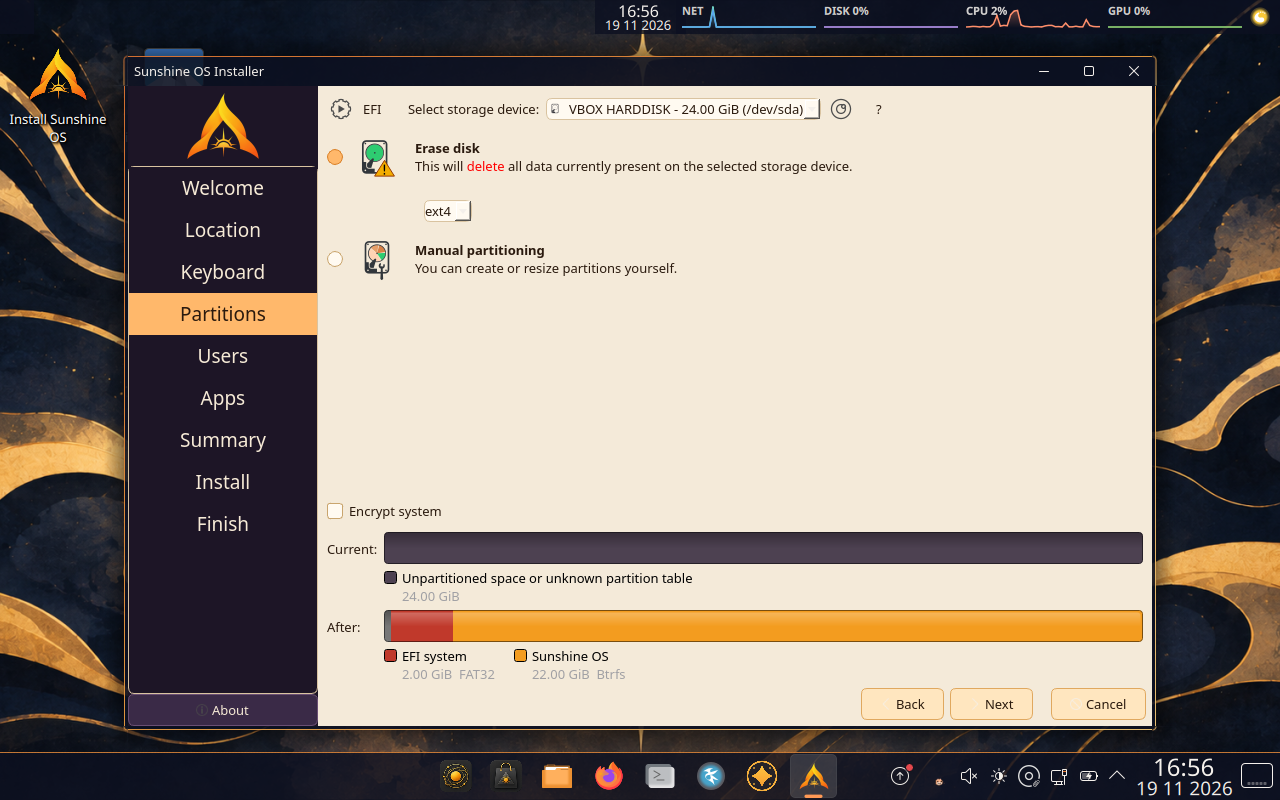 16:56
19 11 2026
NET
DISK 0%
CPU 2%
GPU 0%
Install Sunshine
OS
Sunshine OS Installer
EFI
Select storage device:
VBOX HARDDISK - 24.00 GiB (/dev/sda)
?
Welcome
Location
Keyboard
Partitions
Users
Apps
Summary
Install
Finish
About
Erase disk
This will delete all data currently present on the selected storage device.
ext4
Manual partitioning
You can create or resize partitions yourself.
Encrypt system
Current:
Unpartitioned space or unknown partition table
24.00 GiB
After:
EFI system
2.00 GiB FAT32
Sunshine OS
22.00 GiB Btrfs
Back
Next
Cancel
16:56
19 11 2026